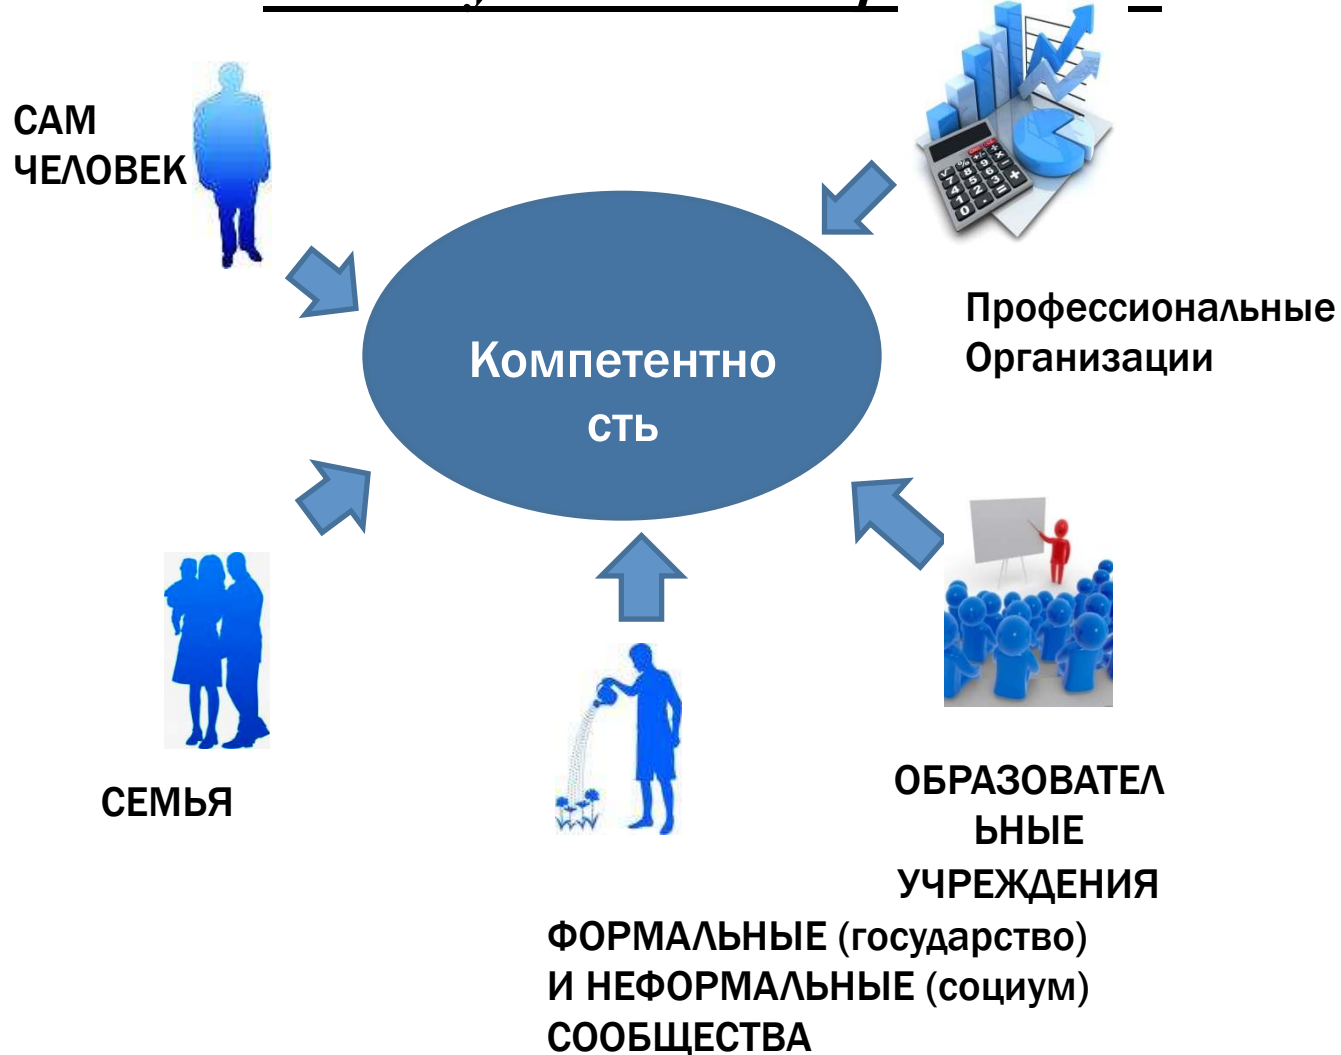 САМ
ЧЕЛОВЕК
Компетентно
сть
Профессиональные
Организации
СЕМЬЯ
ОБРАЗОВАТЕЛ
ЬНЫЕ
УЧРЕЖДЕНИЯ
ФОРМАЛЬНЫЕ (государство)
И НЕФОРМАЛЬНЫЕ (социум)
СООБЩЕСТВА